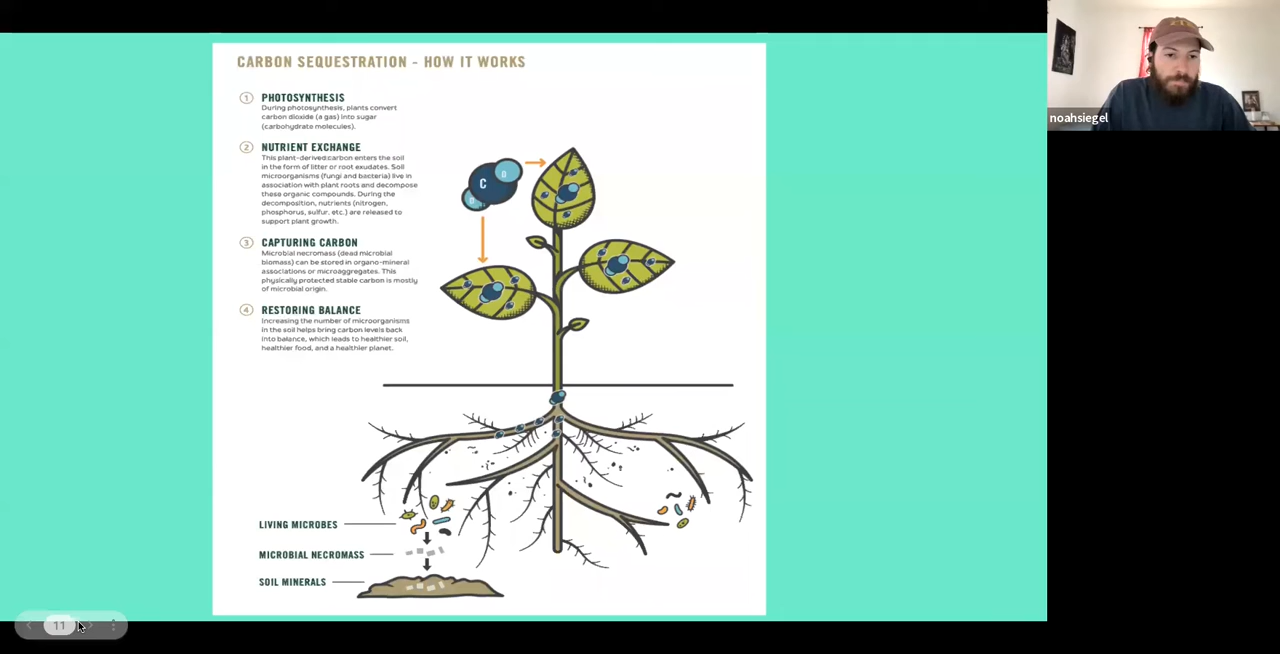 CARBON SEQUESTRATION - HOW IT WORKS
1 PHOTOSYNTHESIS
During photosynthesis, plants convert
carbon dioxide (a gas) into sugar
(carbohydrate molecules).
2 NUTRIENT EXCHANGE
This plant-derived carbon enters the soil
in the form of litter or root exudates. Soil
microorganisms (fungi and bacteria) live in
association with plant roots and decompose
these organic compounds. During the
decomposition, nutrients (nitrogen,
phosphorus, sulfur, etc.) are released to
support plant growth.
3 CAPTURING CARBON
Microbial necromass (dead microbial
biomass) can be stored in organo-mineral
associations or microaggregates. This
physically protected stable carbon is mostly
of microbial origin.
4 RESTORING BALANCE
Increasing the number of microorganisms
in the soil helps bring carbon levels back
into balance, which leads to healthier soil,
healthier food, and a healthier planet.
O
C
O
LIVING MICROBES
MICROBIAL NECROMASS
SOIL MINERALS
11
noahsiegel